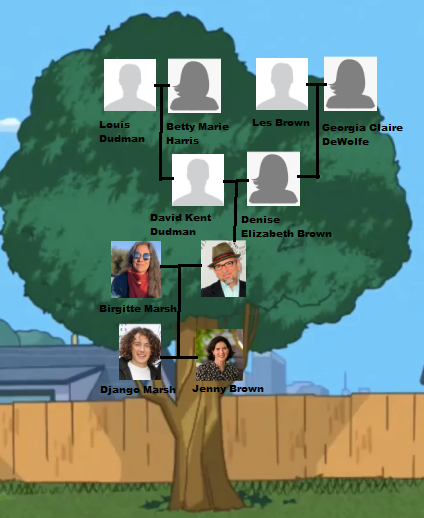 Louis
Dudman
Betty Marie
Harris
Les Brown
Georgia Claire
DeWolfe
David Kent
Dudman
Denise
Elizabeth Brown
Birgitte Marsh
Django Marsh
Jenny Brown